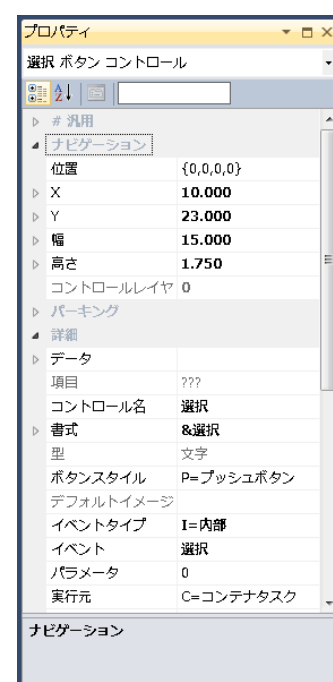 プロパティ
選択 ボタン コントロール
# 汎用
ナビゲーション
位置 {0,0,0,0}
X 10.000
Y 23.000
幅 15.000
高さ 1.750
コントロールレイヤ 0
パーキング
詳細
データ
項目 ???
コントロール名 選択
書式 &選択
型 文字
ボタンスタイル P=プッシュボタン
デフォルトイメージ
イベントタイプ I=内部
イベント 選択
パラメータ 0
実行元 C=コンテナタスク
ナビゲーション